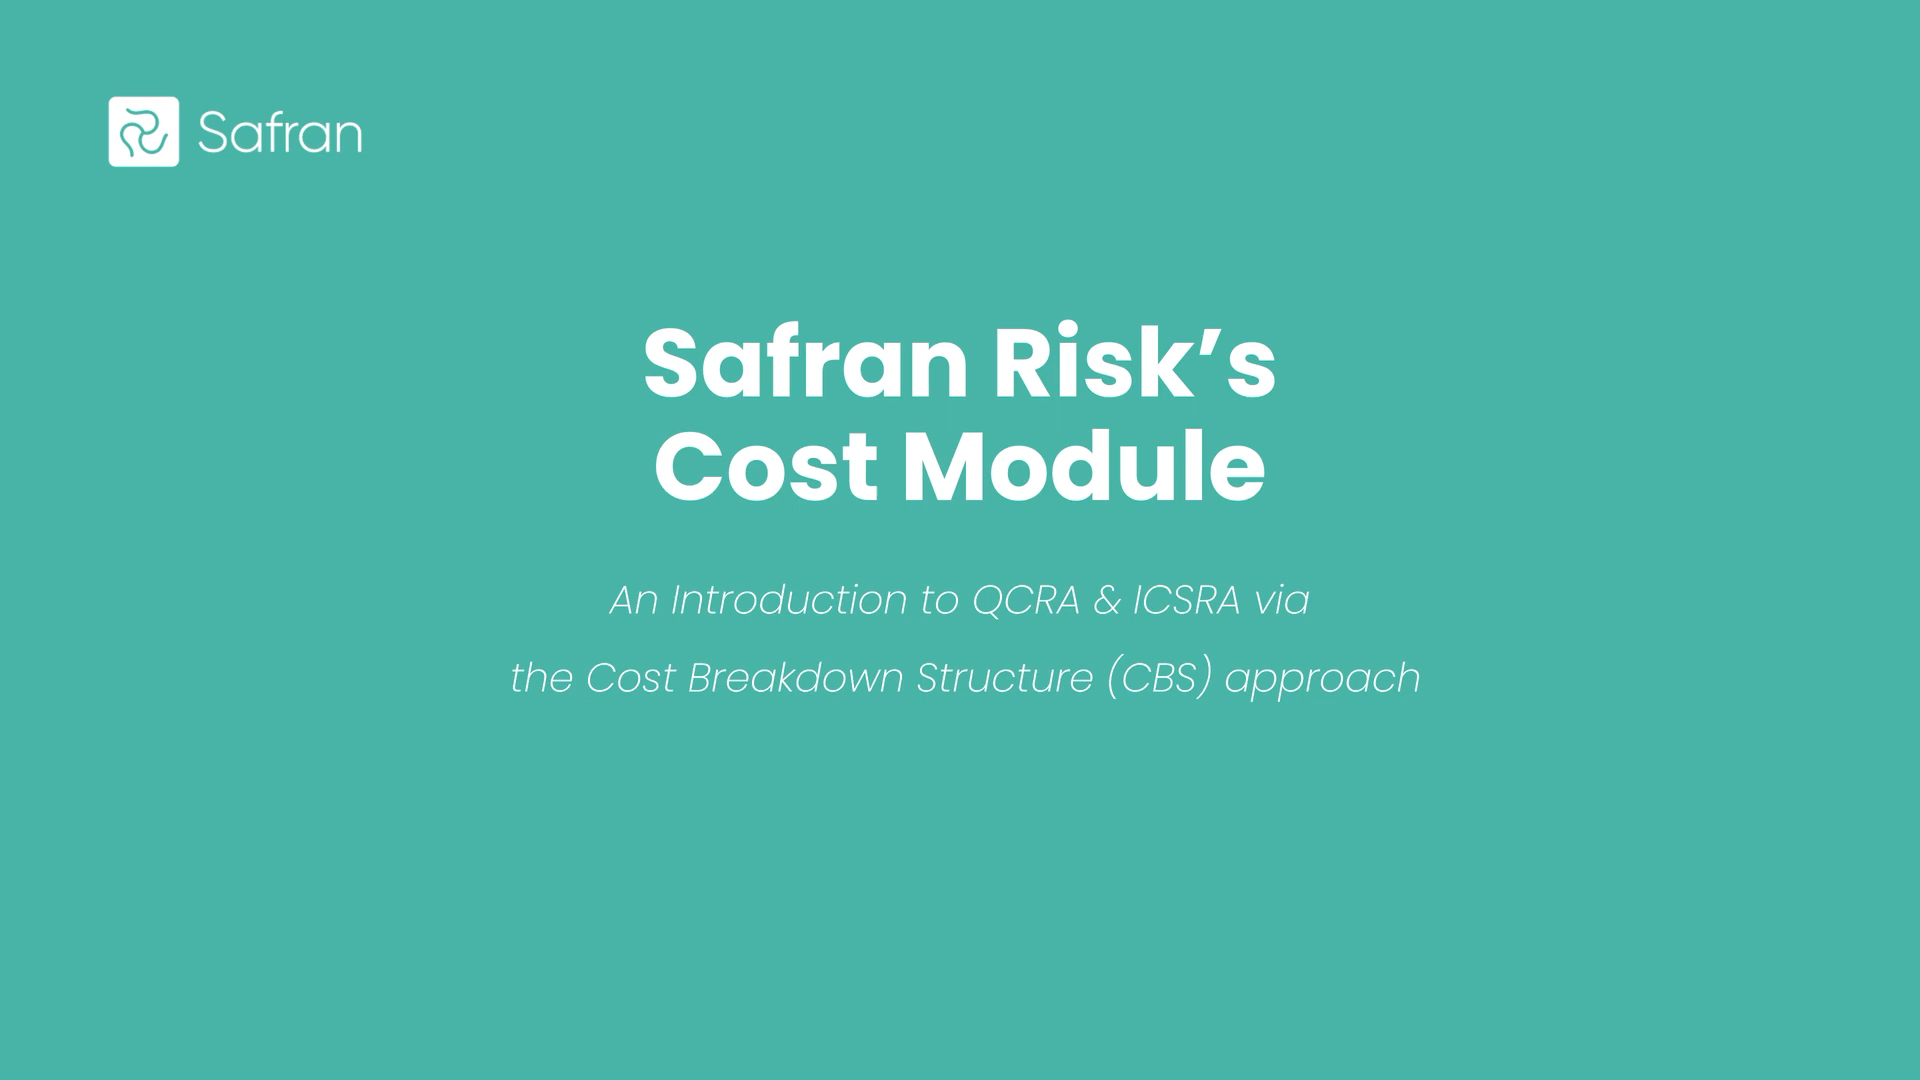 Safran
Safran Risk’s
Cost Module
An Introduction to QCRA & ICSRA via
the Cost Breakdown Structure (CBS) approach